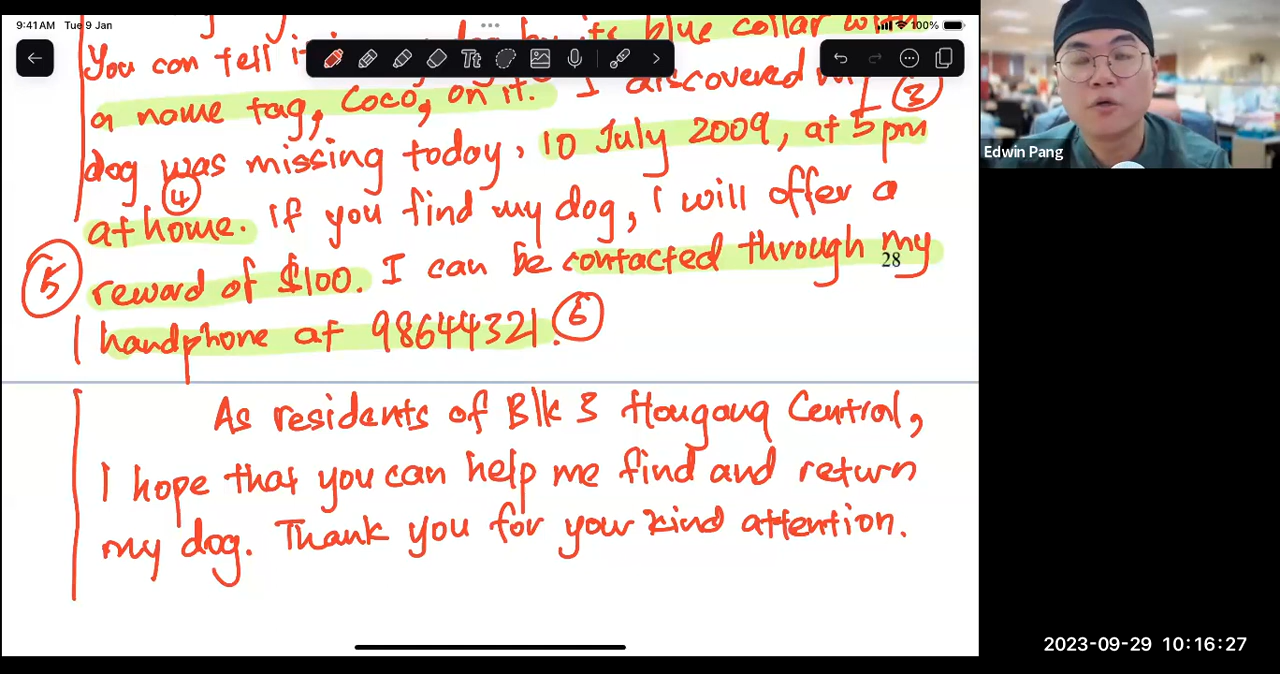 9:41AM Tue 9 Jan
100%
its blue collar with
You can tell it
Tt
a name tag, Coco, on it. I discovered
3
dog was missing today, 10 July 2009, at 5pm
4
at home. If you find my dog, I will offer a
5
reward of $100. I can be contacted through my
28
handphone at 98644321.
6
As residents of Blk 3 Hougang Central,
I hope that you can help me find and return
my dog. Thank you for your kind attention.
Edwin Pang
2023-09-29 10:16:27